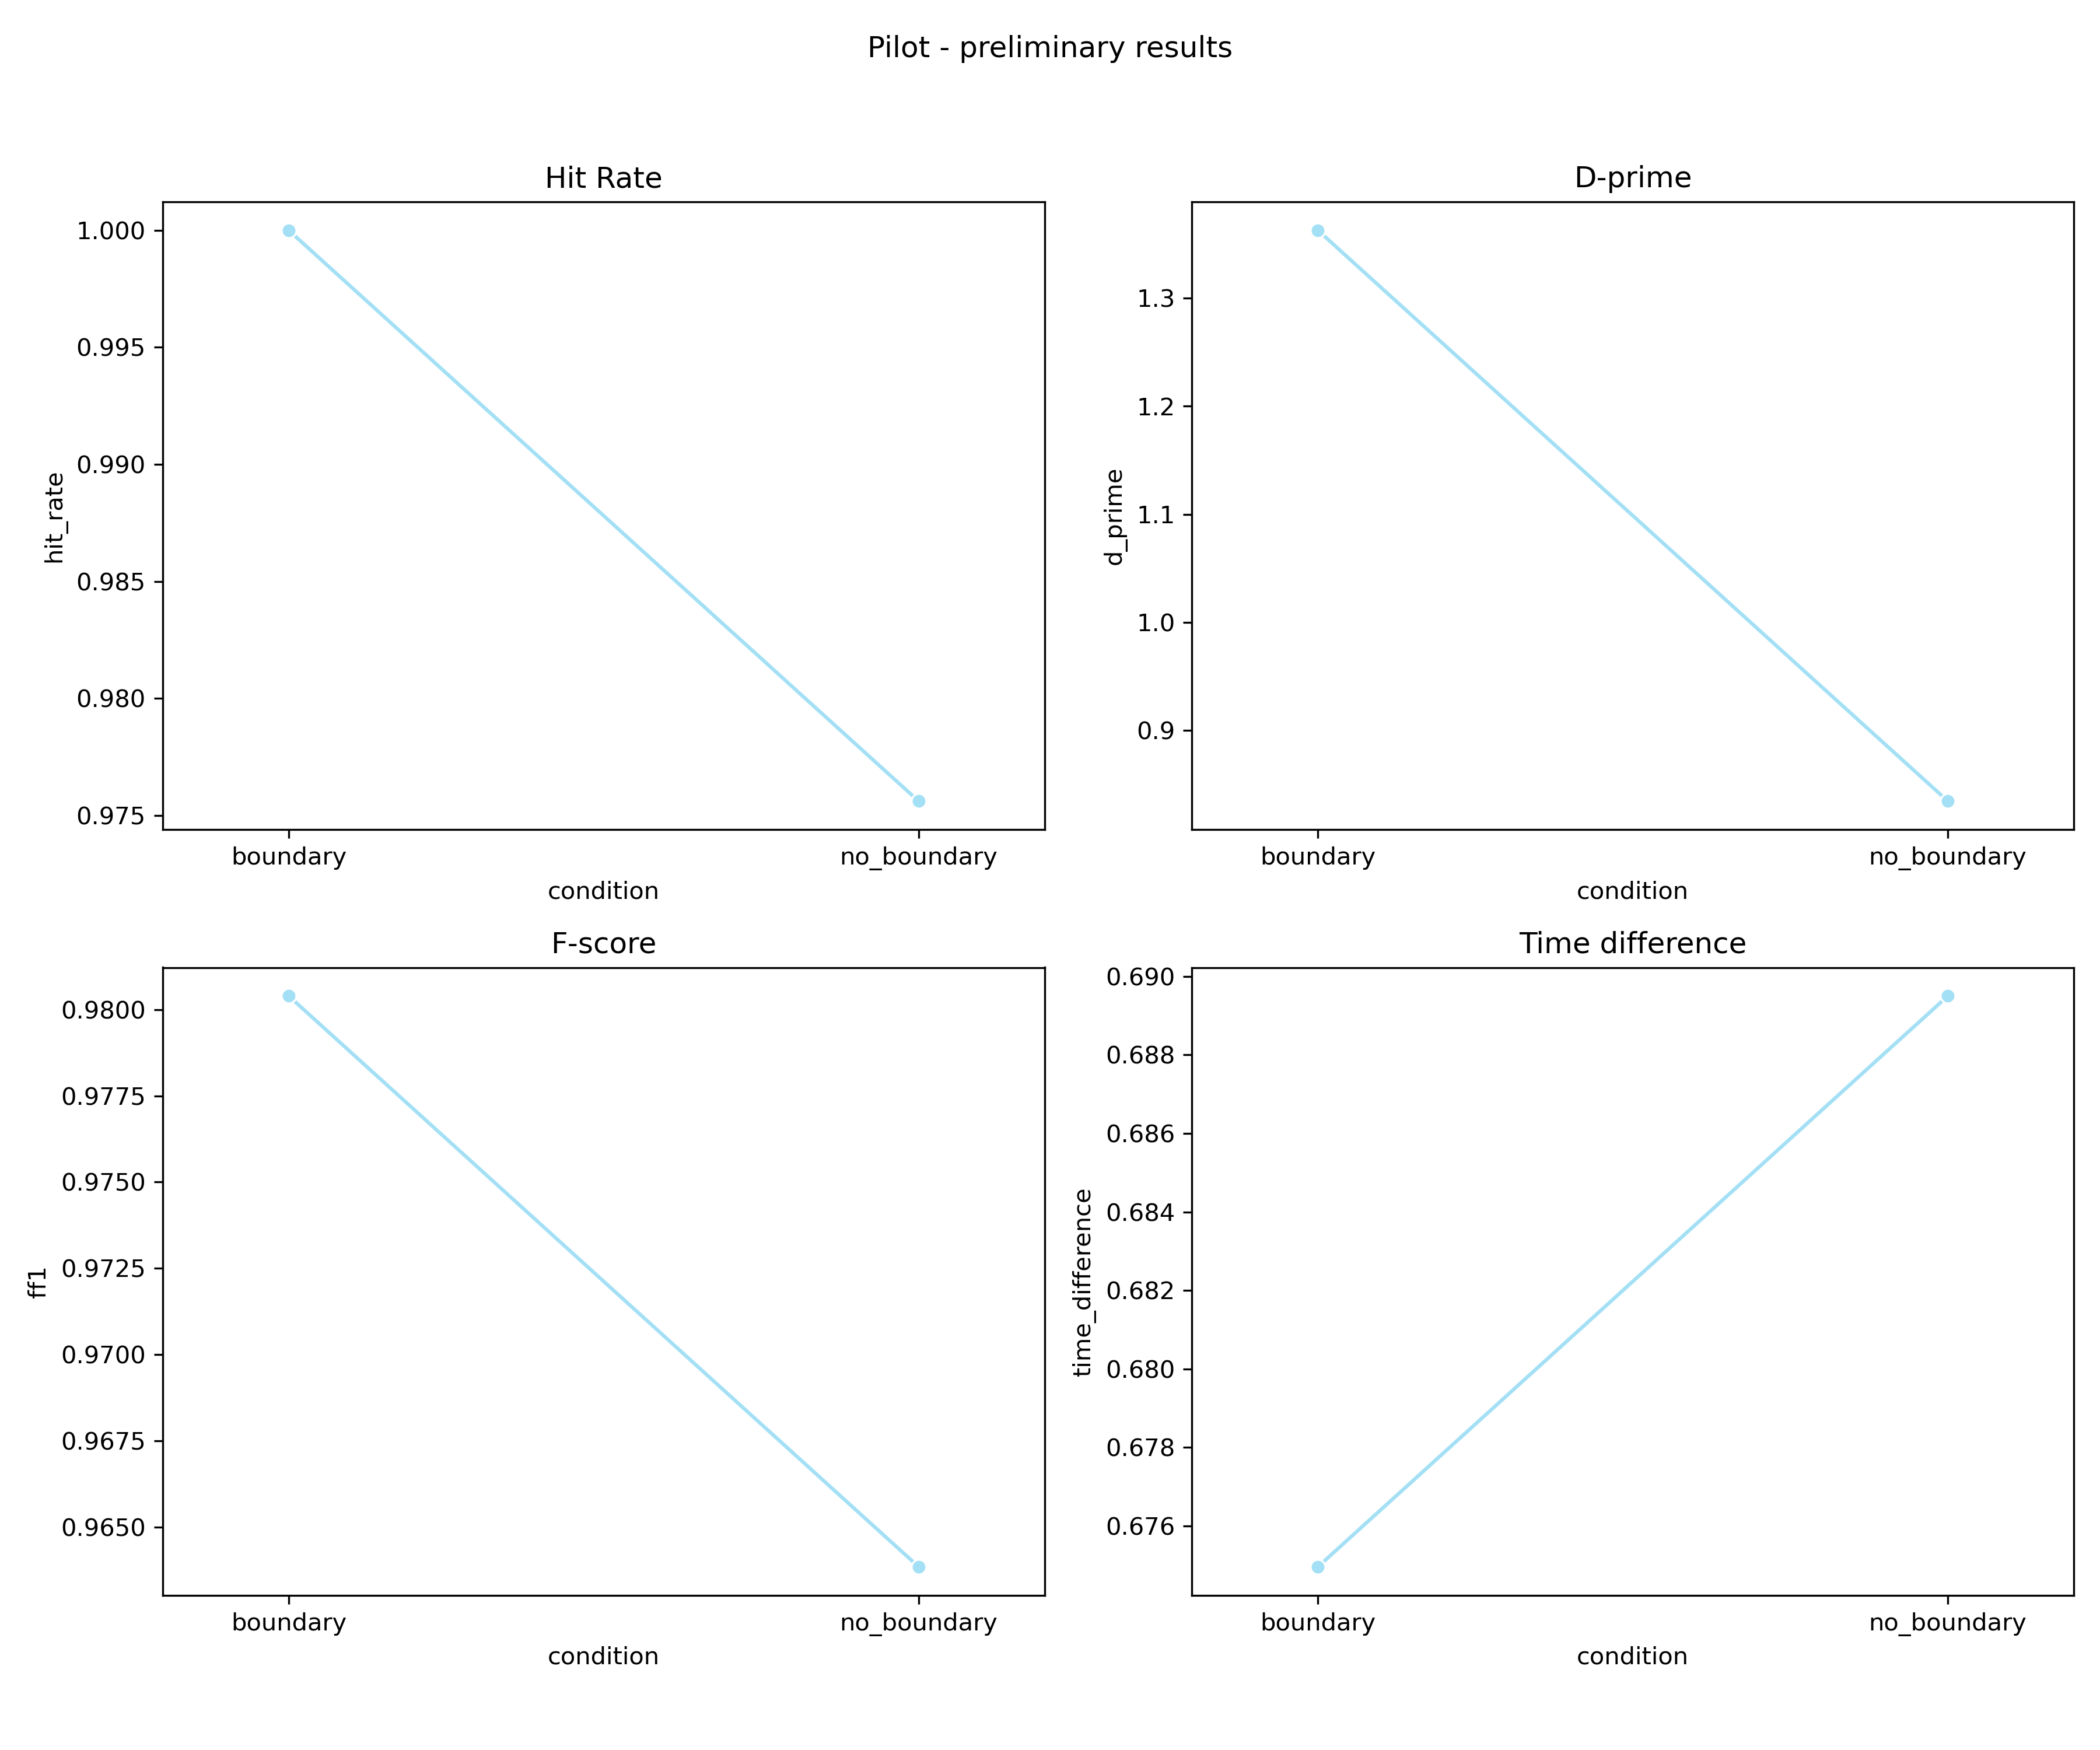 Pilot - preliminary results
Hit Rate
hit_rate
1.000
0.995
0.990
0.985
0.980
0.975
boundary
no_boundary
condition
D-prime
d_prime
1.3
1.2
1.1
1.0
0.9
boundary
no_boundary
condition
F-score
ff1
0.9800
0.9775
0.9750
0.9725
0.9700
0.9675
0.9650
boundary
no_boundary
condition
Time difference
time_difference
0.690
0.688
0.686
0.684
0.682
0.680
0.678
0.676
boundary
no_boundary
condition